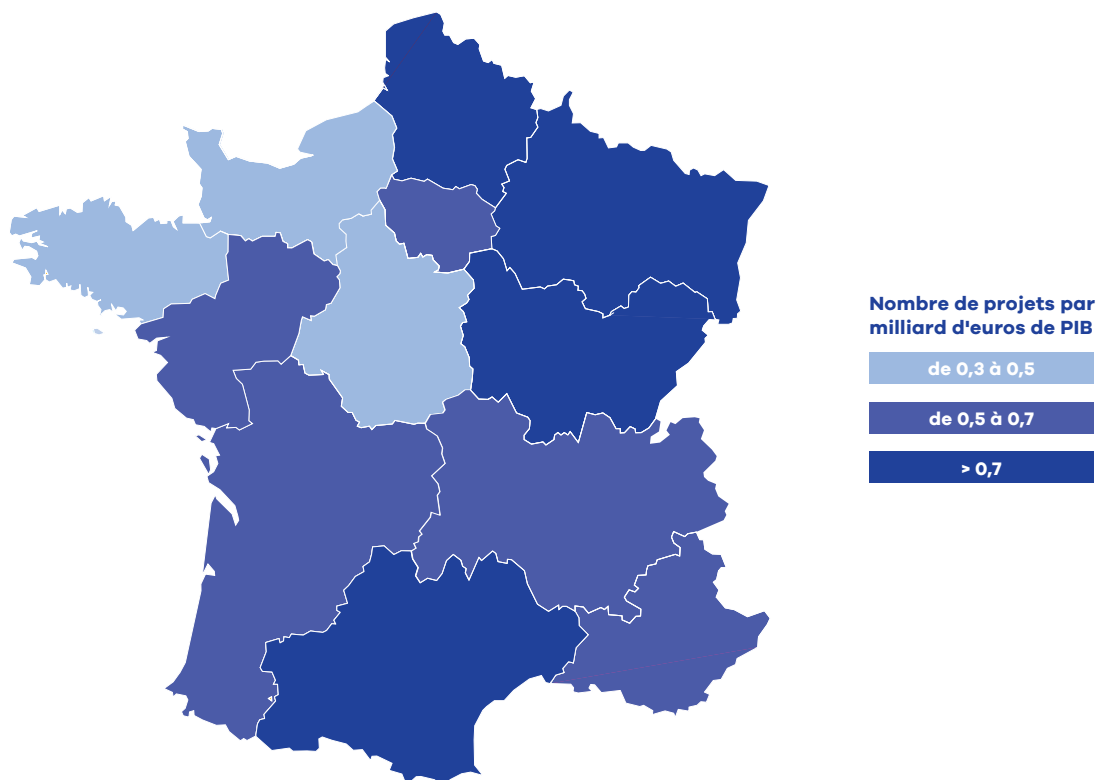 Nombre de projets par
milliard d'euros de PIB
de 0,3 à 0,5
de 0,5 à 0,7
> 0,7